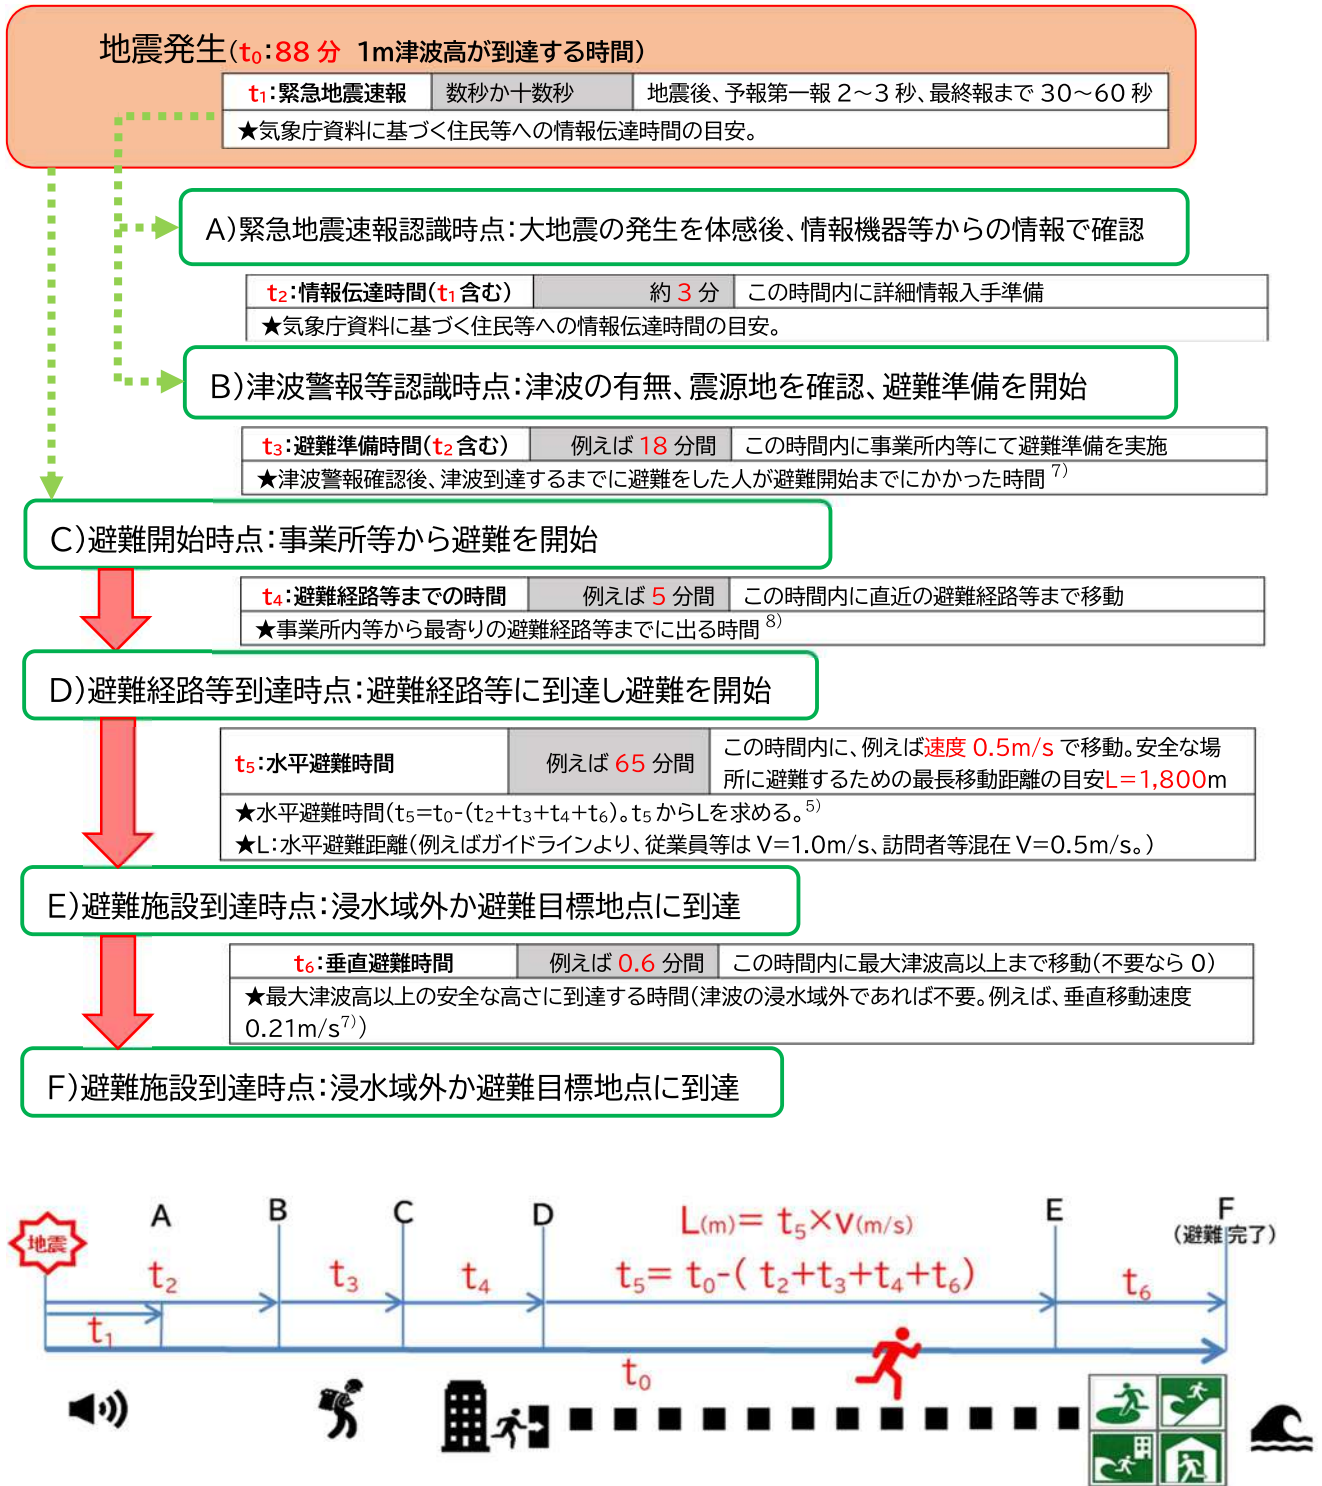 地震発生(t₀:88 分 1m津波高が到達する時間)
t₁:緊急地震速報 数秒か十数秒 地震後、予報第一報 2～3 秒、最終報まで 30～60 秒
★気象庁資料に基づく住民等への情報伝達時間の目安。
A)緊急地震速報認識時点:大地震の発生を体感後、情報機器等からの情報で確認
t₂:情報伝達時間(t₁ 含む) 約 3 分 この時間内に詳細情報入手準備
★気象庁資料に基づく住民等への情報伝達時間の目安。
B)津波警報等認識時点:津波の有無、震源地を確認、避難準備を開始
t₃:避難準備時間(t₂ 含む) 例えば 18 分間 この時間内に事業所内等にて避難準備を実施
★津波警報確認後、津波到達するまでに避難をした人が避難開始までにかかった時間 7)
C)避難開始時点:事業所等から避難を開始
t₄:避難経路等までの時間 例えば 5 分間 この時間内に直近の避難経路等まで移動
★事業所内等から最寄りの避難経路等までに出る時間 8)
D)避難経路等到達時点:避難経路等に到達し避難を開始
t₅:水平避難時間 例えば 65 分間 この時間内に、例えば速度 0.5m/s で移動。安全な場
所に避難するための最長移動距離の目安L=1,800m
★水平避難時間(t₅=t₀-(t₂+t₃+t₄+t₆)。t₅ からLを求める。5)
★L:水平避難距離(例えばガイドラインより、従業員等は V=1.0m/s、訪問者等混在 V=0.5m/s。)
E)避難施設到達時点:浸水域外か避難目標地点に到達
t₆:垂直避難時間 例えば 0.6 分間 この時間内に最大津波高以上まで移動(不要なら 0)
★最大津波高以上の安全な高さに到達する時間(津波の浸水域外であれば不要。例えば、垂直移動速度
0.21m/s7))
F)避難施設到達時点:浸水域外か避難目標地点に到達
地震 A B C D L(m)= t₅×v(m/s) E F
(避難完了)
t₂ t₃ t₄ t₅= t₀-( t₂+t₃+t₄+t₆) t₆
t₁
t₀